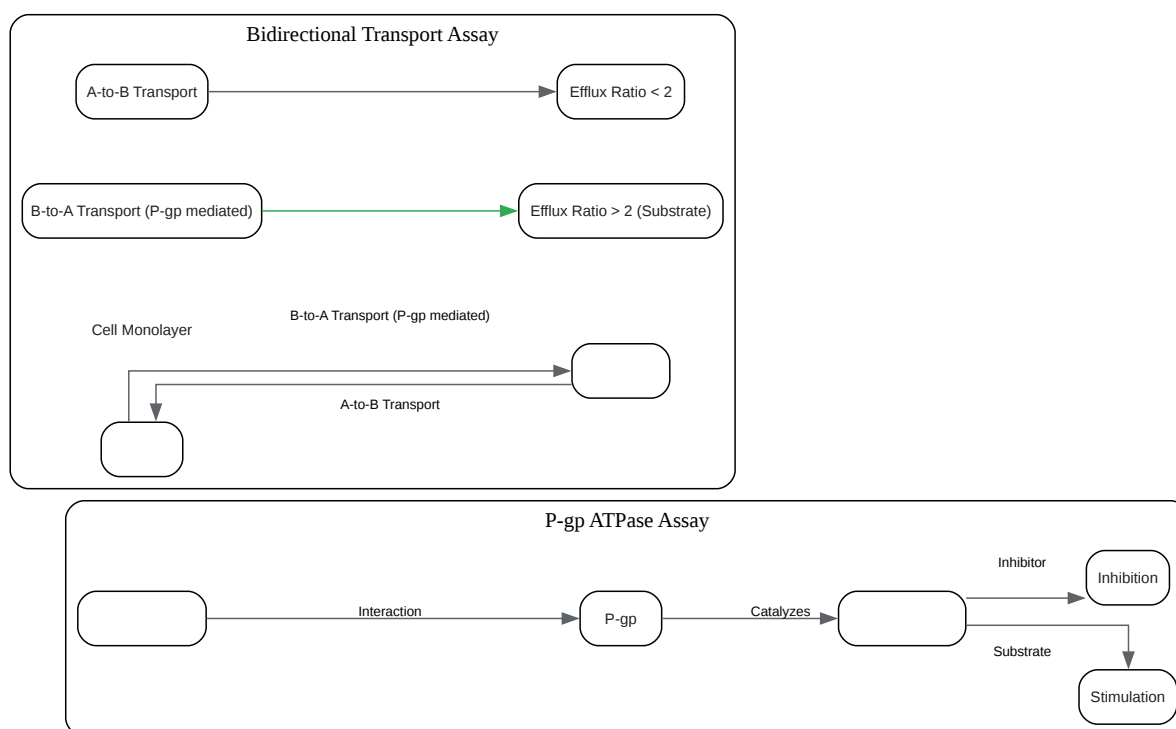 Bidirectional Transport Assay
A-to-B Transport
Efflux Ratio < 2
B-to-A Transport (P-gp mediated)
Efflux Ratio > 2 (Substrate)
B-to-A Transport (P-gp mediated)
Cell Monolayer
A-to-B Transport
P-gp ATPase Assay
Inhibitor
Inhibition
Interaction
P-gp
Catalyzes
Substrate
Stimulation